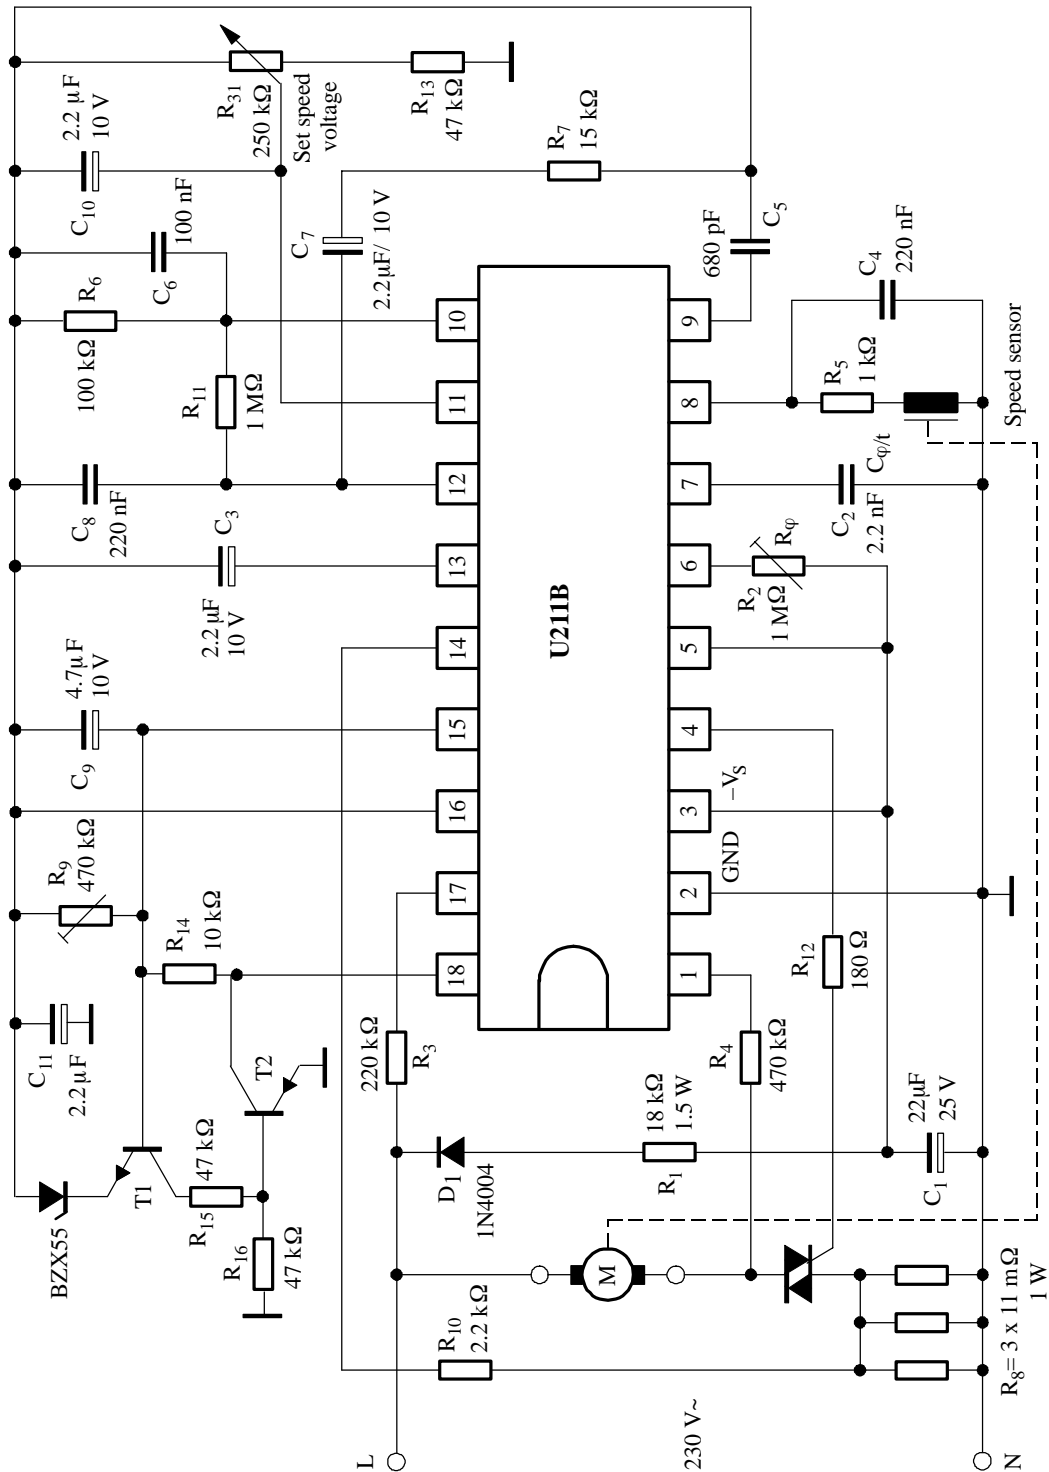 L
N
230 V~
R10
2.2 kΩ
R8= 3 x 11 mΩ
1 W
M
BZX55
T1
R15
47 kΩ
R16
47 kΩ
T2
D1
1N4004
R1
18 kΩ
1.5 W
C1
22µF
25 V
C11
2.2 µF
220 kΩ
R3
R4
470 kΩ
R14
10 kΩ
R12
180 Ω
R9
470 kΩ
C9
4.7µF
10 V
18
17
16
15
14
13
12
11
10
U211B
1
2
3
4
5
6
7
8
9
GND
–VS
R2
1 MΩ
Rφ
C3
2.2 µF
10 V
C8
220 nF
C2
2.2 nF
Cφ/t
R11
1 MΩ
R6
100 kΩ
C6
100 nF
C7
2.2µF/ 10 V
R5
1 kΩ
Speed sensor
C4
220 nF
680 pF
C5
C10
2.2 µF
10 V
R7
15 kΩ
R31
250 kΩ
Set speed
voltage
R13
47 kΩ